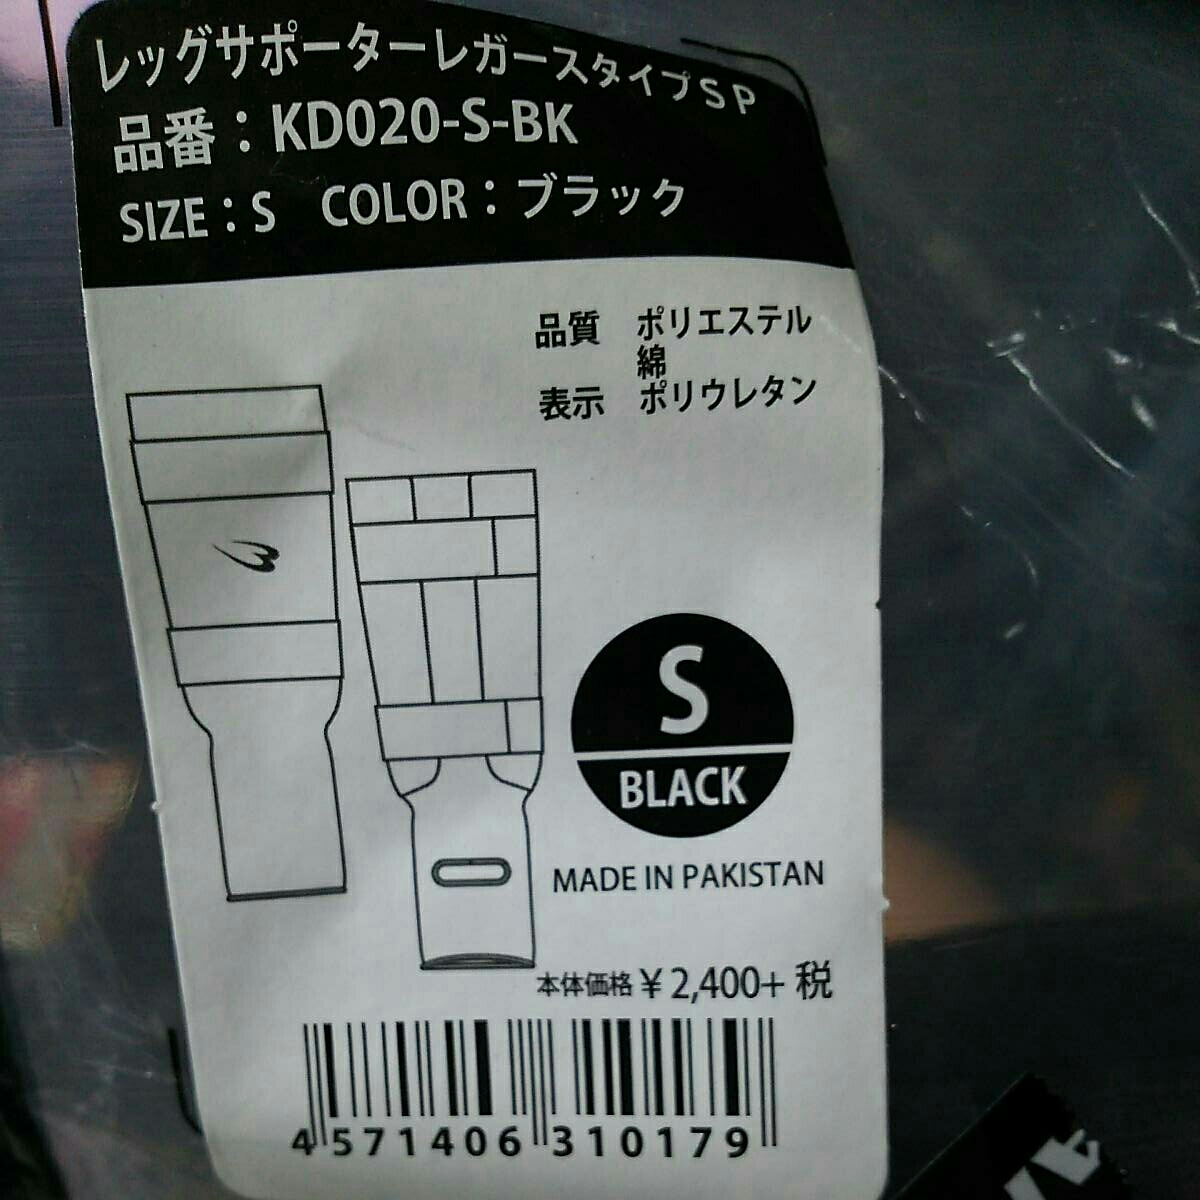 レッグサポーターレガースタイプSP
品番：KD020-S-BK
SIZE：S COLOR：ブラック
品質 ポリエステル
綿
表示 ポリウレタン
S
BLACK
MADE IN PAKISTAN
本体価格¥2,400+税
4571406310179